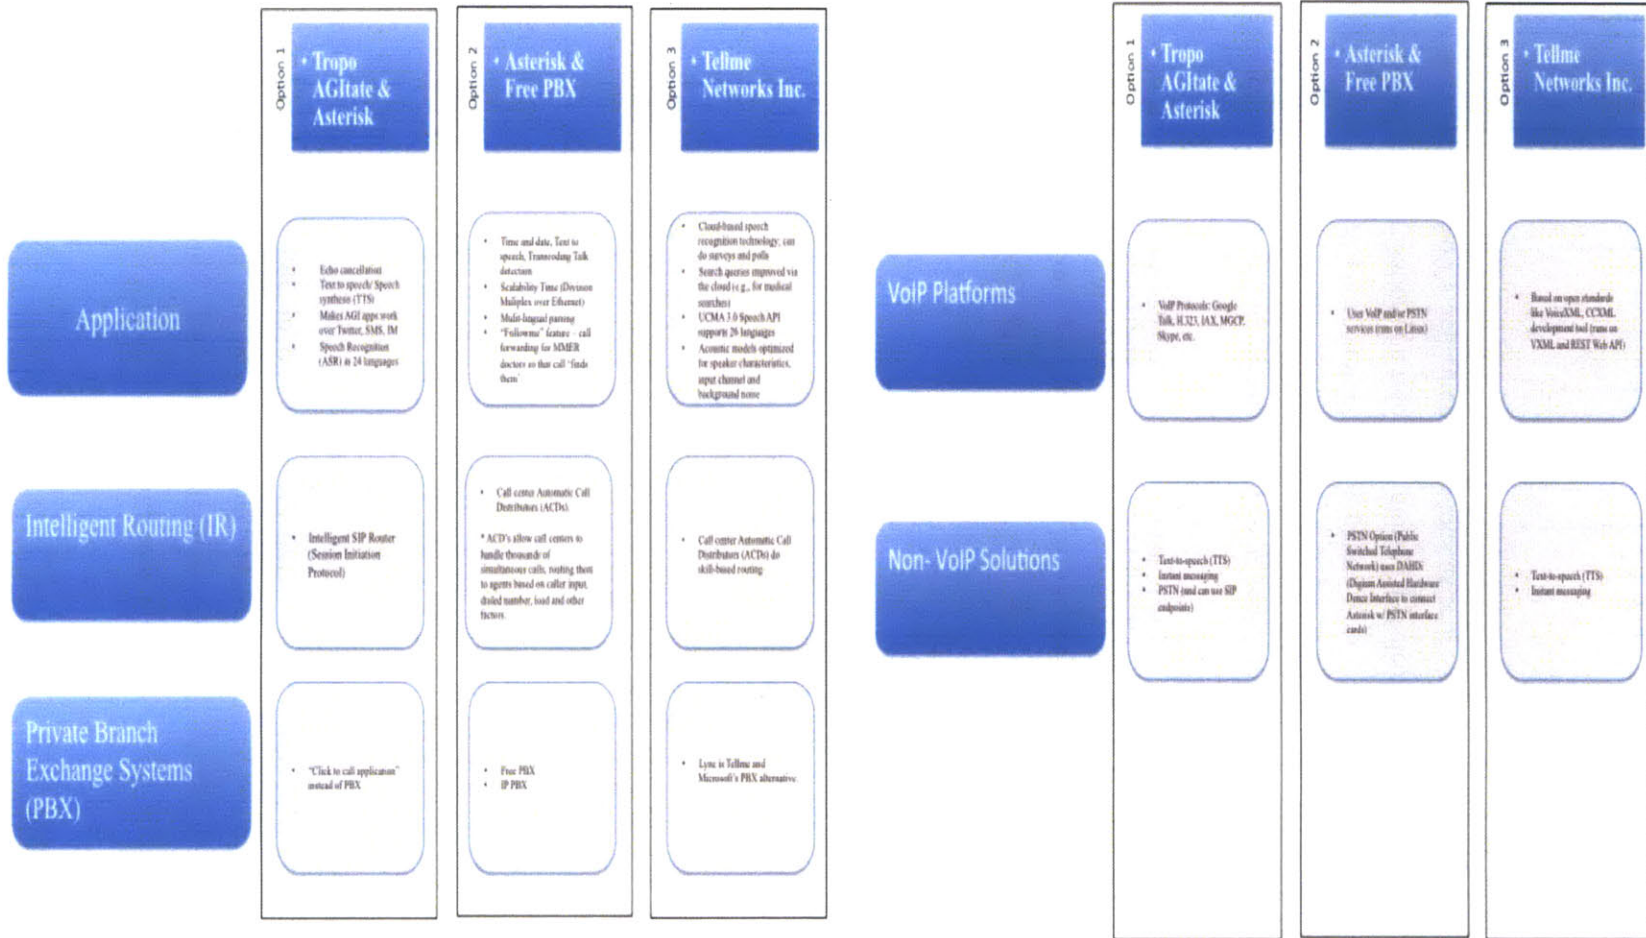 Option 1
• Tropo
AGItate &
Asterisk
Option 2
• Asterisk &
Free PBX
Option 3
• Tellme
Networks Inc.
Application
• Echo cancellation
• Text to speech/ Speech
synthesis (TTS)
• Makes AGI apps work
over Twitter, SMS, IM
• Speech Recognition
(ASR) in 24 languages
• Time and date, Text to
speech, Transcoding Talk
detection
• Scalability Time (Division
Muliplex over Ethernet)
• Multi-lingual parsing
• "Followme" feature – call
forwarding for MMER
doctors so that call "finds
them'
• Cloud-based speech
recognition technology; can
do surveys and polls
• Search queries improved via
the cloud (e.g., for medical
searches)
• UCMA 3.0 Speech API
supports 26 languages
• Acoustic models optimized
for speaker characteristics,
input channel and
background noise
Intelligent Routing (IR)
• Intelligent SIP Router
(Session Initiation
Protocol)
• Call center Automatic Call
Distributors (ACDs).
* ACD's allow call centers to
handle thousands of
simultaneous calls, routing them
to agents based on caller input,
dialed number, load and other
factors.
• Call center Automatic Call
Distributors (ACDs) do
skill-based routing
Private Branch
Exchange Systems
(PBX)
• "Click to call application"
instead of PBX
• Free PBX
• IP PBX
• Lync is Tellme and
Microsoft's PBX alternative.
Option 1
• Tropo
AGItate &
Asterisk
Option 2
• Asterisk &
Free PBX
Option 3
• Tellme
Networks Inc.
VoIP Platforms
• VoIP Protocols: Google
Talk, H.323, IAX, MGCP,
Skype, etc.
• Uses VoIP and/or PSTN
services (runs on Linux)
• Based on open standards
like VoiceXML, CCXML
development tool (runs on
VXML and REST Web API)
Non- VoIP Solutions
• Text-to-speech (TTS)
• Instant messaging
• PSTN (and can use SIP
endpoints)
• PSTN Option (Public
Switched Telephone
Network) uses DAHDI
(Digium Assisted Hardware
Device Interface to connect
Asterisk w/ PSTN interface
cards)
• Text-to-speech (TTS)
• Instant messaging